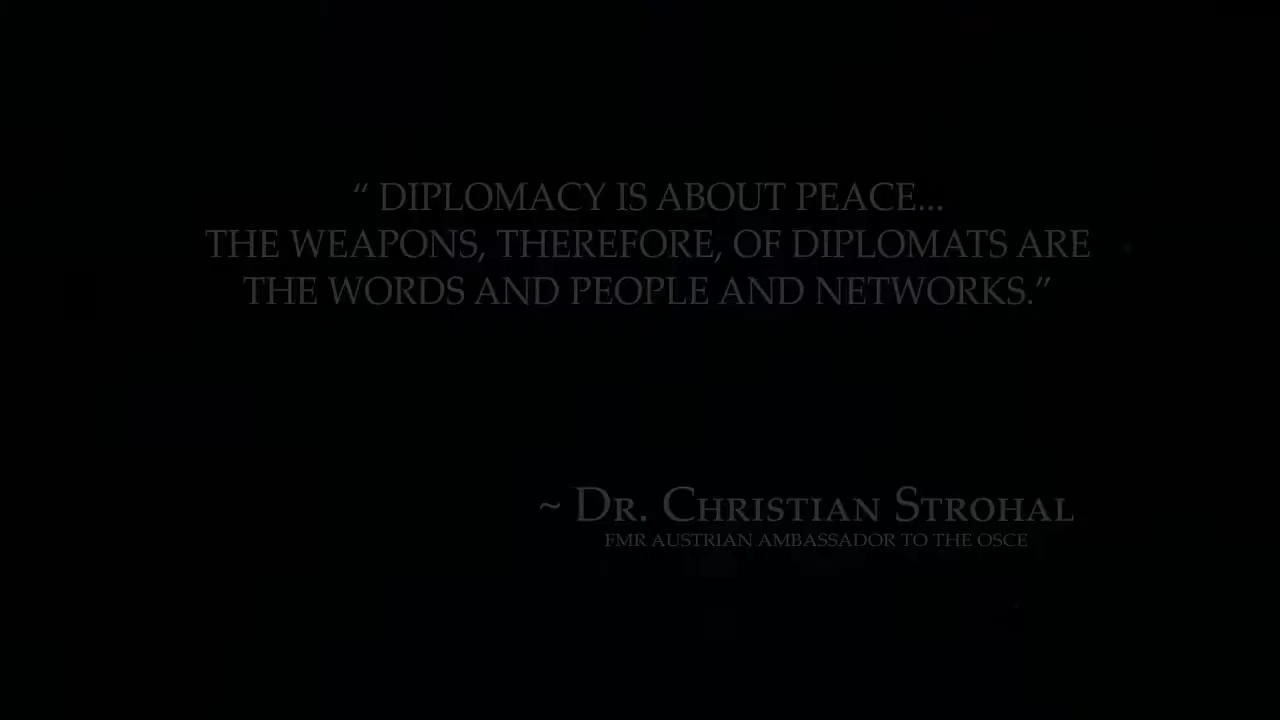 “ DIPLOMACY IS ABOUT PEACE...
THE WEAPONS, THEREFORE, OF DIPLOMATS ARE
THE WORDS AND PEOPLE AND NETWORKS.”
~ DR. CHRISTIAN STROHAL
FMR AUSTRIAN AMBASSADOR TO THE OSCE